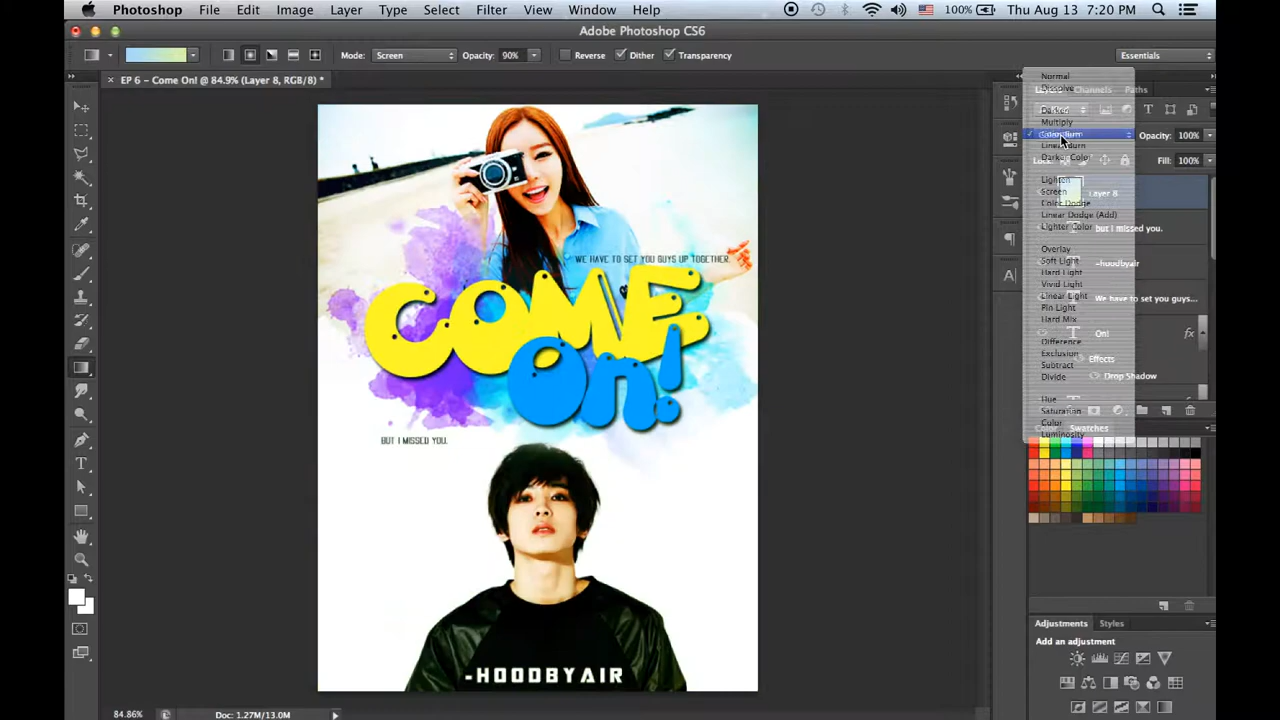 Photoshop File Edit Image Layer Type Select Filter View Window Help 100% Thu Aug 13 7:20 PM
Adobe Photoshop CS6
Mode: Screen Opacity: 90% Reverse Dither Transparency Essentials
EP 6 - Come On! @ 84.9% (Layer 8, RGB/8) *
Normal
Dissolve
Channels Paths
Darken
Multiply
Color Burn Opacity: 100%
Linear Burn
Darker Color
Lock: Fill: 100%
Lighten
Screen
Layer 8
Color Dodge
Linear Dodge (Add)
Lighter Color
but I missed you.
Overlay
Soft Light
-hoodbyair
Hard Light
Vivid Light
Linear Light
We have to set you guys...
Pin Light
Hard Mix
On! fx
Difference
Exclusion
Effects
Subtract
Divide
Drop Shadow
Hue
Saturation
Color
Swatches
Luminosity
WE HAVE TO SET YOU GUYS UP TOGETHER.
COME
On!
BUT I MISSED YOU.
-HOODBYAIR
Adjustments Styles
Add an adjustment
84.86% Doc: 1.27M/13.0M